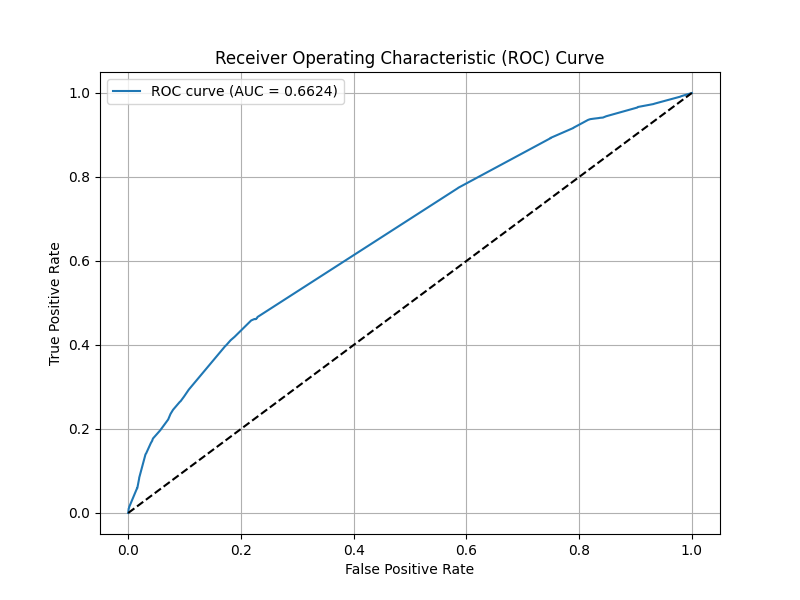 Receiver Operating Characteristic (ROC) Curve
ROC curve (AUC = 0.6624)
1.0
0.8
0.6
0.4
0.2
0.0
True Positive Rate
0.0 0.2 0.4 0.6 0.8 1.0
False Positive Rate